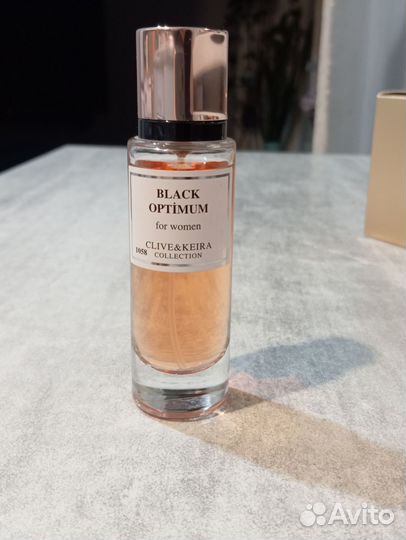 BLACK
OPTİMUM
for women
CLIVE&KEIRA
1058 COLLECTION
Avito